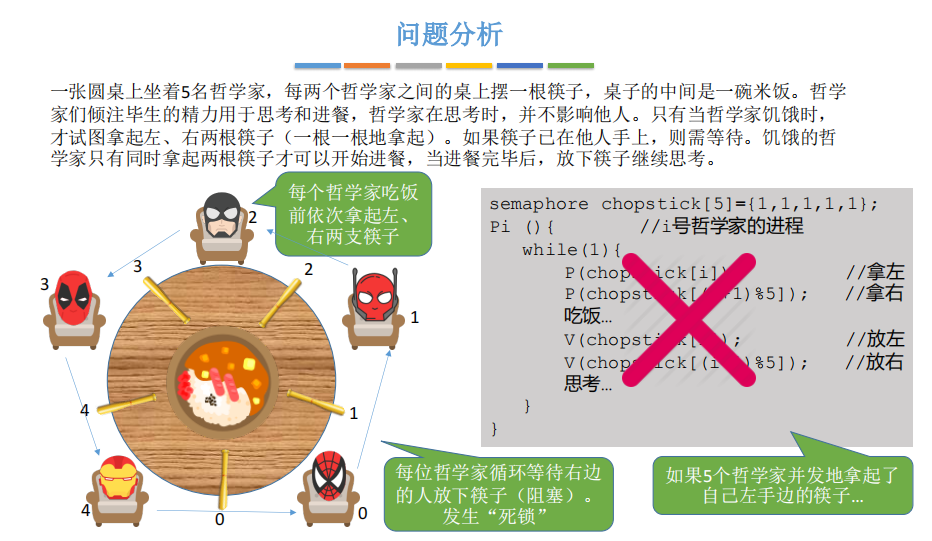 问题分析
一张圆桌上坐着5名哲学家，每两个哲学家之间的桌上摆一根筷子，桌子的中间是一碗米饭。哲学
家们倾注毕生的精力用于思考和进餐，哲学家在思考时，并不影响他人。只有当哲学家饥饿时，
才试图拿起左、右两根筷子（一根一根地拿起）。如果筷子已在他人手上，则需等待。饥饿的哲
学家只有同时拿起两根筷子才可以开始进餐，当进餐完毕后，放下筷子继续思考。
每个哲学家吃饭
前依次拿起左、
右两支筷子
2
3
3
2
1
4
1
4
0
0
每位哲学家循环等待右边
的人放下筷子（阻塞）。
发生“死锁”
semaphore chopstick[5]={1,1,1,1,1};
Pi (){ //i号哲学家的进程
while(1){
P(chopstick[i]); //拿左
P(chopstick[(i+1)%5]); //拿右
吃饭…
V(chopstick[i]); //放左
V(chopstick[(i+1)%5]); //放右
思考…
}
}
如果5个哲学家并发地拿起了
自己左手边的筷子…